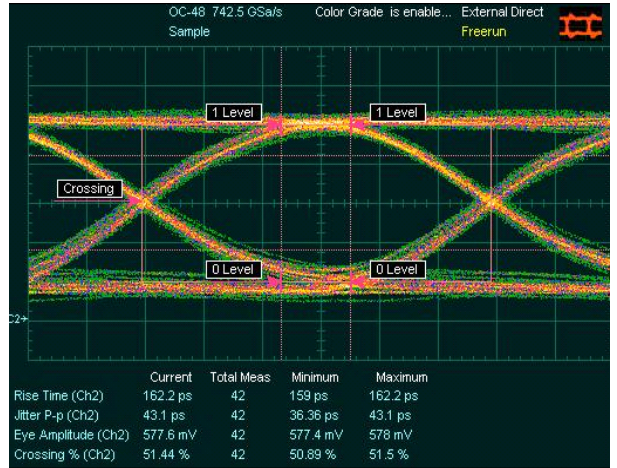 OC-48 742.5 GSa/s Color Grade is enable... External Direct
Sample Freerun
1 Level 1 Level
Crossing
0 Level 0 Level
C2→
Current Total Meas Minimum Maximum
Rise Time (Ch2) 162.2 ps 42 159 ps 162.2 ps
Jitter P-p (Ch2) 43.1 ps 42 36.36 ps 43.1 ps
Eye Amplitude (Ch2) 577.6 mV 42 577.4 mV 578 mV
Crossing % (Ch2) 51.44 % 42 50.89 % 51.5 %